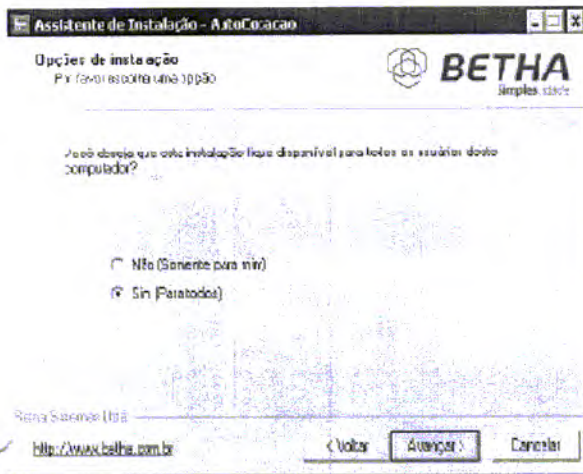 Assistente de Instalação - AutoCotacao
Opções de instalação
Por favor escolha uma opção
BETHA
Simplesidade
Você deseja que esta instalação fique disponível para todos os usuários deste
computador?
Não (Somente para mim)
Sim (Para todos)
Betha Sistemas Ltda
http://www.betha.com.br
< Voltar
Avançar >
Cancelar